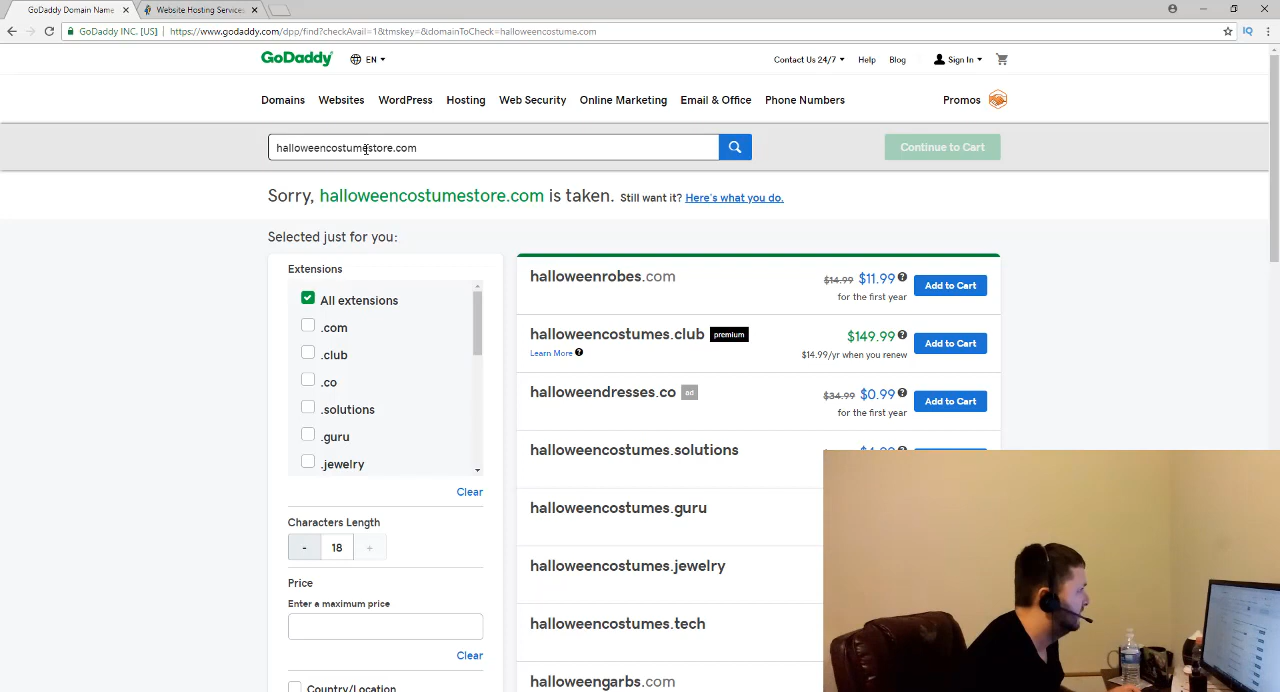 GoDaddy Domain Name
Website Hosting Services
GoDaddy INC. [US]
https://www.godaddy.com/dpp/find?checkAvail=1&tmskey=&domainToCheck=halloweencostume.com
IQ
GoDaddy
EN
Contact Us 24/7
Help
Blog
Sign In
Domains
Websites
WordPress
Hosting
Web Security
Online Marketing
Email & Office
Phone Numbers
Promos
halloweencostumestore.com
Continue to Cart
Sorry, halloweencostumestore.com is taken. Still want it? Here's what you do.
Selected just for you:
Extensions
All extensions
.com
.club
.co
.solutions
.guru
.jewelry
Clear
Characters Length
- 18 +
Price
Enter a maximum price
Clear
Country/Location
halloweenrobes.com
$14.99 $11.99
for the first year
Add to Cart
halloweencostumes.club premium
Learn More
$149.99
$14.99/yr when you renew
Add to Cart
halloweendresses.co ad
$34.99 $0.99
for the first year
Add to Cart
halloweencostumes.solutions
halloweencostumes.guru
halloweencostumes.jewelry
halloweencostumes.tech
halloweengarbs.com